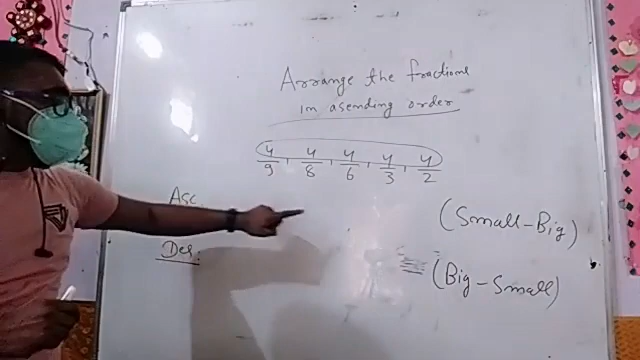 Arrange the fractions
in asending order
4/9, 4/8, 4/6, 4/3, 4/2
Asc.
(Small-Big)
Des.
(Big-Small)